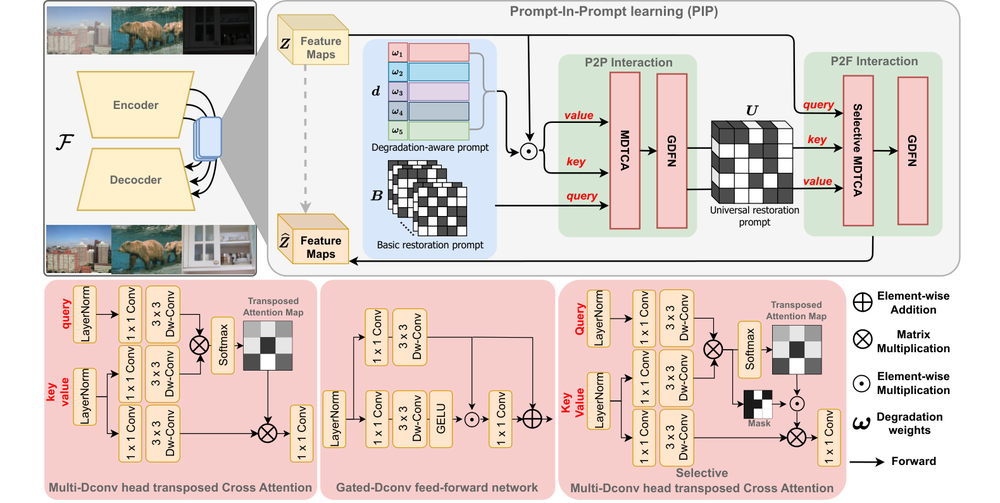 Prompt-In-Prompt learning (PIP)
Z
Feature
Maps
P2P Interaction
P2F Interaction
ω1
ω2
d
ω3
ω4
ω5
Degradation-aware prompt
B
Basic restoration prompt
value
key
query
MDTCA
GDFN
U
Universal restoration
prompt
query
key
value
Selective
MDTCA
GDFN
F
Encoder
Decocder
Ẑ
Feature
Maps
query
LayerNorm
1 x 1 Conv
3 x 3
Dw-Conv
Softmax
Transposed
Attention Map
key
value
LayerNorm
1 x 1 Conv
3 x 3
Dw-Conv
1 x 1 Conv
3 x 3
Dw-Conv
1 x 1 Conv
Multi-Dconv head transposed Cross Attention
LayerNorm
1 x 1 Conv
3 x 3
Dw-Conv
1 x 1 Conv
3 x 3
Dw-Conv
GELU
1 x 1 Conv
Gated-Dconv feed-forward network
Query
LayerNorm
1 x 1 Conv
3 x 3
Dw-Conv
Softmax
Transposed
Attention Map
Key
Value
LayerNorm
1 x 1 Conv
3 x 3
Dw-Conv
Mask
1 x 1 Conv
3 x 3
Dw-Conv
1 x 1 Conv
Selective
Multi-Dconv head transposed Cross Attention
Element-wise
Addition
Matrix
Multiplication
Element-wise
Multiplication
ω
Degradation
weights
Forward